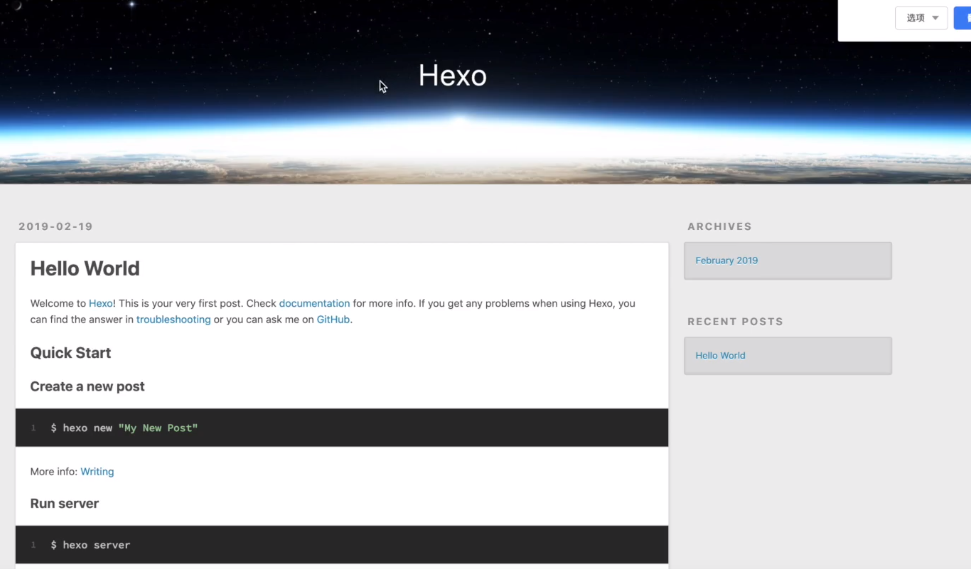 选项
Hexo
2019-02-19
Hello World
Welcome to Hexo! This is your very first post. Check documentation for more info. If you get any problems when using Hexo, you
can find the answer in troubleshooting or you can ask me on GitHub.
Quick Start
Create a new post
1 $ hexo new "My New Post"
More info: Writing
Run server
1 $ hexo server
ARCHIVES
February 2019
RECENT POSTS
Hello World